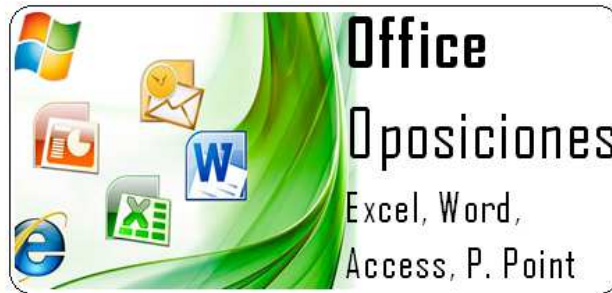 Office
Oposiciones
Excel, Word,
Access, P. Point